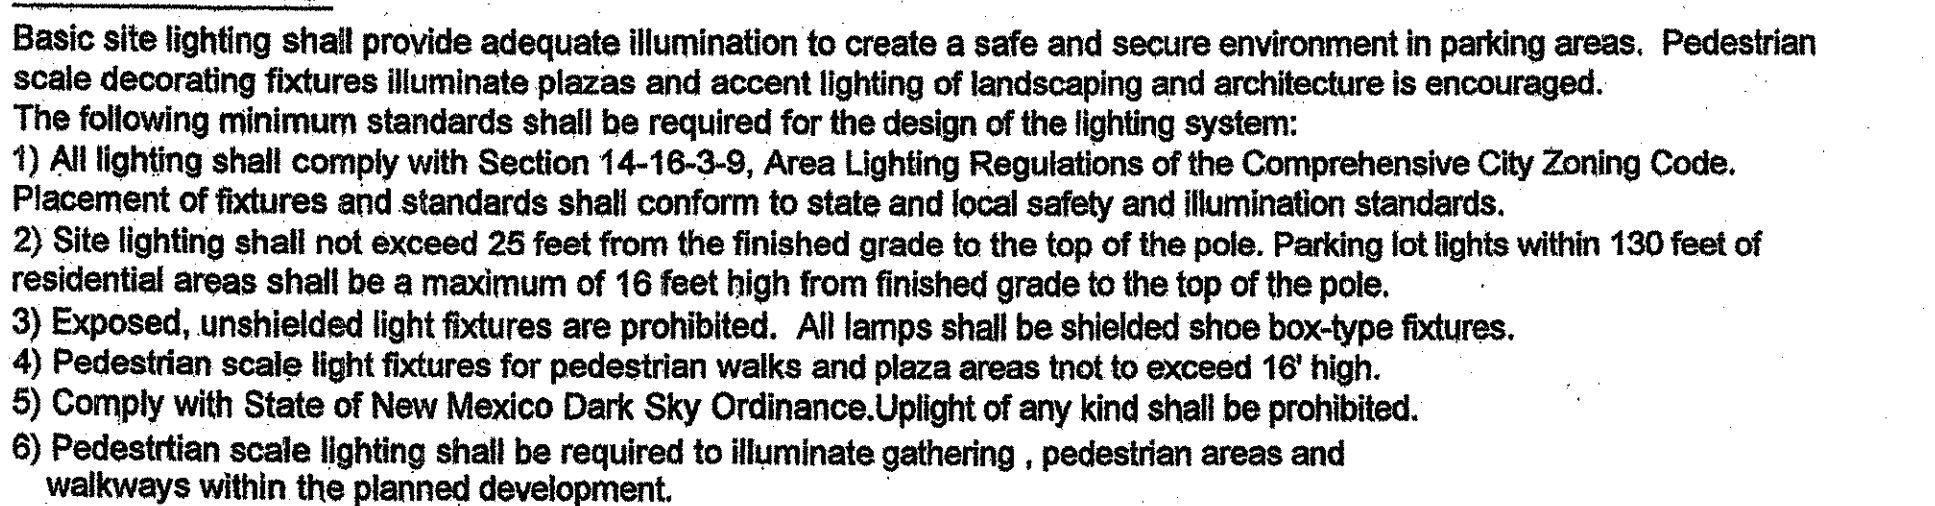 Basic site lighting shall provide adequate illumination to create a safe and secure environment in parking areas. Pedestrian
scale decorating fixtures illuminate plazas and accent lighting of landscaping and architecture is encouraged.
The following minimum standards shall be required for the design of the lighting system:
1) All lighting shall comply with Section 14-16-3-9, Area Lighting Regulations of the Comprehensive City Zoning Code.
Placement of fixtures and standards shall conform to state and local safety and illumination standards.
2) Site lighting shall not exceed 25 feet from the finished grade to the top of the pole. Parking lot lights within 130 feet of
residential areas shall be a maximum of 16 feet high from finished grade to the top of the pole.
3) Exposed, unshielded light fixtures are prohibited. All lamps shall be shielded shoe box-type fixtures.
4) Pedestrian scale light fixtures for pedestrian walks and plaza areas tnot to exceed 16' high.
5) Comply with State of New Mexico Dark Sky Ordinance.Uplight of any kind shall be prohibited.
6) Pedestrtian scale lighting shall be required to illuminate gathering , pedestrian areas and
walkways within the planned development.